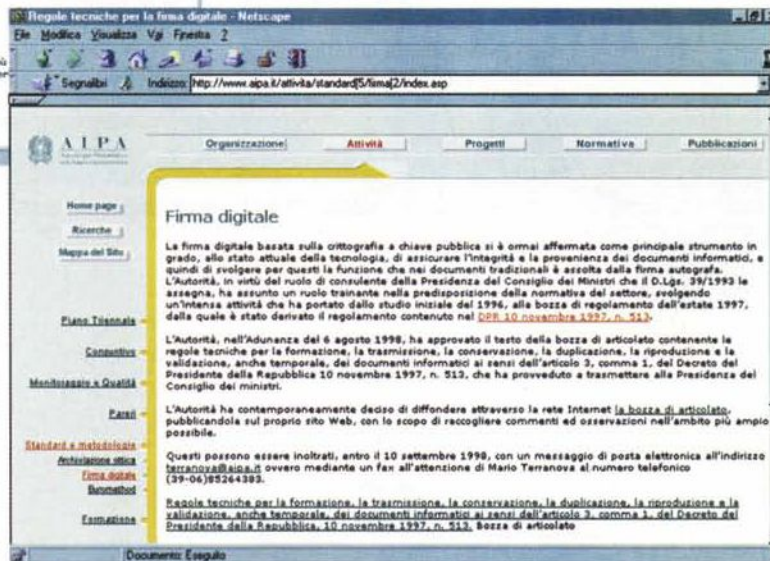 Regole tecniche per la firma digitale - Netscape
File Modifica Visualizza Vai Finestra ?
Segnalibri Indirizzo: http://www.aipa.it/attivita/standard[5/firma[2/index.asp
AIPA
Organizzazione Attività Progetti Normativa Pubblicazioni
Home page
Ricerche
Mappa del Sito
Piano Triennale
Consuntivo
Monitoraggio e Qualità
Pareri
Standard e metodologie
Archiviazione ottica
Firma digitale
Euromethod
Formazione
Firma digitale
La firma digitale basata sulla crittografia a chiave pubblica si è ormai affermata come principale strumento in
grado, allo stato attuale della tecnologia, di assicurare l'integrità e la provenienza dei documenti informatici, e
quindi di svolgere per questi la funzione che nei documenti tradizionali è assolta dalla firma autografa.
L'Autorità, in virtù del ruolo di consulente della Presidenza del Consiglio dei Ministri che il D.Lgs. 39/1993 le
assegna, ha assunto un ruolo trainante nella predisposizione della normativa del settore, svolgendo
un'intensa attività che ha portato dallo studio iniziale del 1996, alla bozza di regolamento dell'estate 1997,
dalla quale è stato derivato il regolamento contenuto nel DPR 10 novembre 1997, n. 513.
L'Autorità, nell'Adunanza del 6 agosto 1998, ha approvato il testo della bozza di articolato contenente le
regole tecniche per la formazione, la trasmissione, la conservazione, la duplicazione, la riproduzione e la
validazione, anche temporale, dei documenti informatici ai sensi dell'articolo 3, comma 1, del Decreto del
Presidente della Repubblica 10 novembre 1997, n. 513, che ha provveduto a trasmettere alla Presidenza del
Consiglio dei ministri.
L'Autorità ha contemporaneamente deciso di diffondere attraverso la rete Internet la bozza di articolato,
pubblicandola sul proprio sito Web, con lo scopo di raccogliere commenti ed osservazioni nell'ambito più ampio
possibile.
Questi possono essere inoltrati, entro il 10 settembre 1998, con un messaggio di posta elettronica all'indirizzo
terranova@aipa.it ovvero mediante un fax all'attenzione di Mario Terranova al numero telefonico
(39-06)85264383.
Regole tecniche per la formazione, la trasmissione, la conservazione, la duplicazione, la riproduzione e la
validazione, anche temporale, dei documenti informatici ai sensi dell'articolo 3, comma 1, del Decreto del
Presidente della Repubblica, 10 novembre 1997, n. 513. Bozza di articolato
Documento: Eseguito